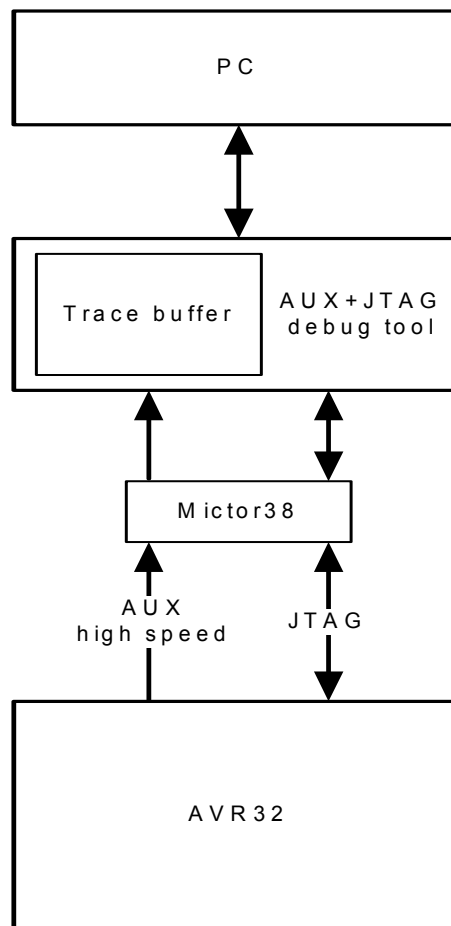 PC
Trace buffer
AUX+JTAG
debug tool
Mictor38
AUX
high speed
JTAG
AVR32